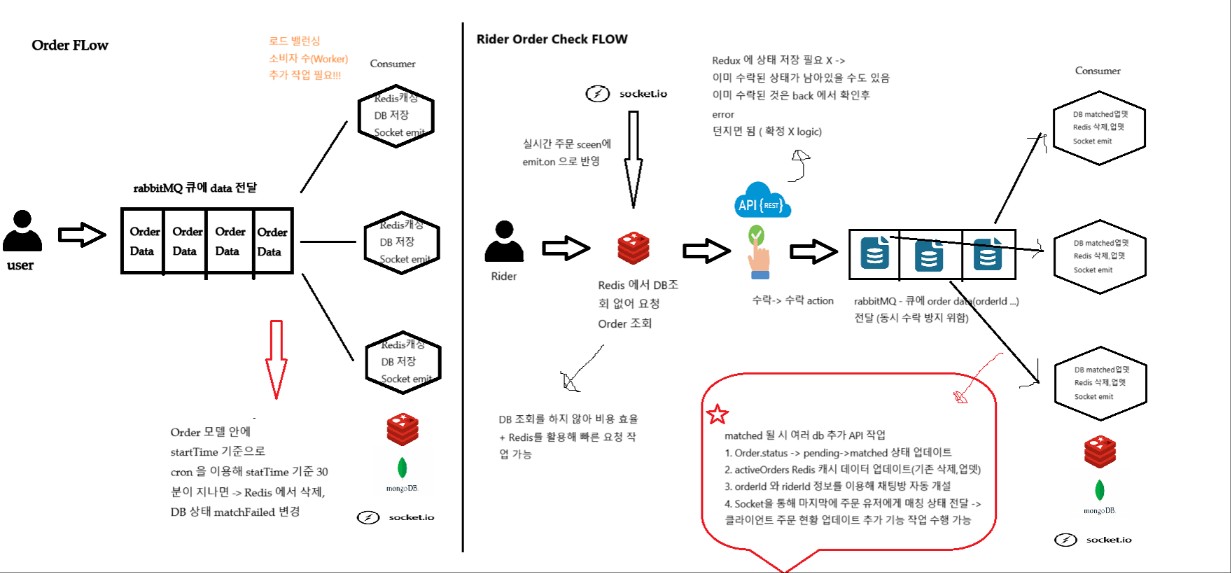 Order FLow
로드 밸런싱
소비자 수(Worker)
추가 작업 필요!!!
Consumer
Redis캐싱
DB 저장
Socket emit
rabbitMQ 큐에 data 전달
Order Data
Order Data
Order Data
Order Data
user
Redis캐싱
DB 저장
Socket emit
Redis캐싱
DB 저장
Socket emit
Order 모델 안에
startTime 기준으로
cron 을 이용해 statTime 기준 30
분이 지나면 -> Redis 에서 삭제,
DB 상태 matchFailed 변경
mongoDB
socket.io
Rider Order Check FLOW
socket.io
실시간 주문 sceen에
emit.on 으로 반영
Redux 에 상태 저장 필요 X ->
이미 수락된 상태가 남아있을 수도 있음
이미 수락된 것은 back 에서 확인후
error
던지면 됨 ( 확정 X logic)
Consumer
DB matched업뎃
Redis 삭제,업뎃
Socket emit
API {REST}
Rider
Redis 에서 DB조
회 없어 요청
Order 조회
수락-> 수락 action
rabbitMQ - 큐에 order data(orderId ...)
전달 (동시 수락 방지 위함)
DB matched업뎃
Redis 삭제,업뎃
Socket emit
DB matched업뎃
Redis 삭제,업뎃
Socket emit
DB 조회를 하지 않아 비용 효율
+ Redis를 활용해 빠른 요청 작
업 가능
matched 될 시 여러 db 추가 API 작업
1. Order.status -> pending->matched 상태 업데이트
2. activeOrders Redis 캐시 데이터 업데이트(기존 삭제,업뎃)
3. orderId 와 riderId 정보를 이용해 채팅방 자동 개설
4. Socket을 통해 마지막에 주문 유저에게 매칭 상태 전달 ->
클라이언트 주문 현황 업데이트 추가 기능 작업 수행 가능
mongoDB
socket.io